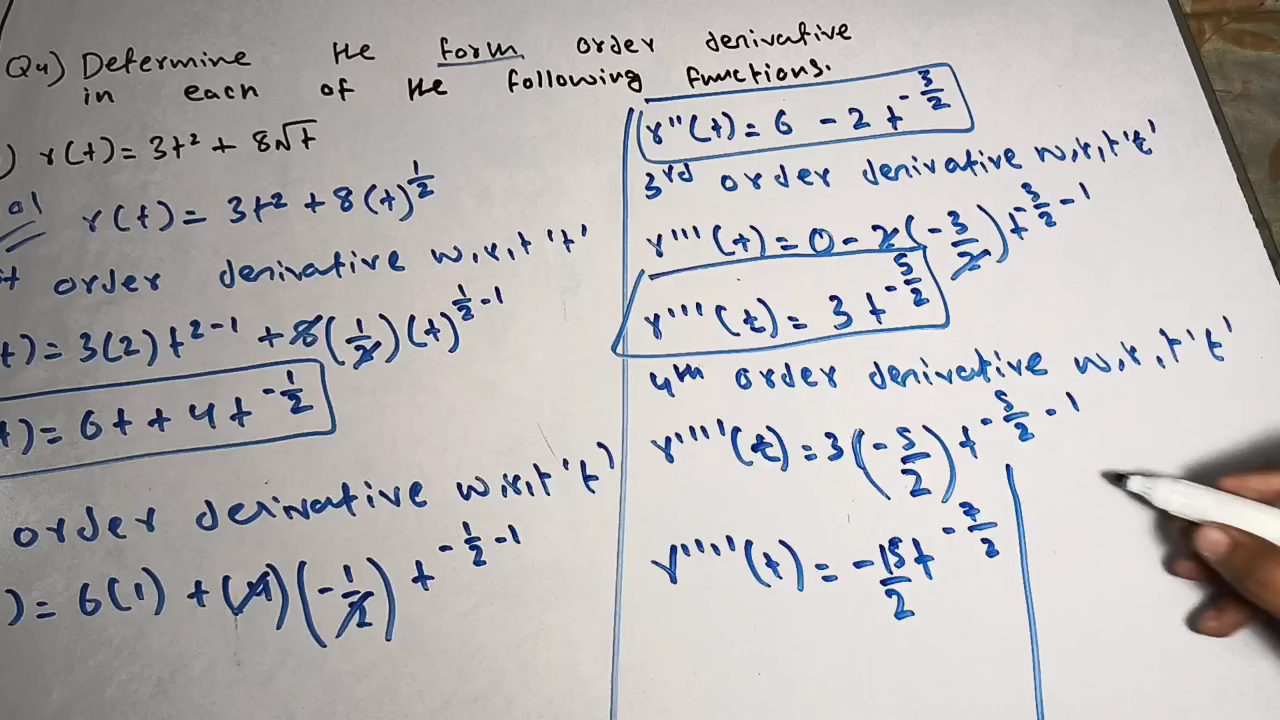 Q4) Determine the form order derivative
in each of the following functions.
) r(t) = 3t² + 8√t
r(t) = 3t² + 8(t)^{1/2}
order derivative w.r.t 't'
t) = 3(2)t^{2-1} + 8(1/2)(t)^{1/2 - 1}
t) = 6t + 4t^{-1/2}
order derivative w.r.t 't'
) = 6(1) + (4)(-1/2)t^{-1/2 - 1}
r''(t) = 6 - 2t^{-3/2}
3rd order derivative w.r.t 't'
r'''(t) = 0 - 2(-3/2)t^{-3/2 - 1}
r'''(t) = 3t^{-5/2}
4th order derivative w.r.t 't'
r''''(t) = 3(-5/2)t^{-5/2 - 1}
r''''(t) = -15/2 t^{-7/2}